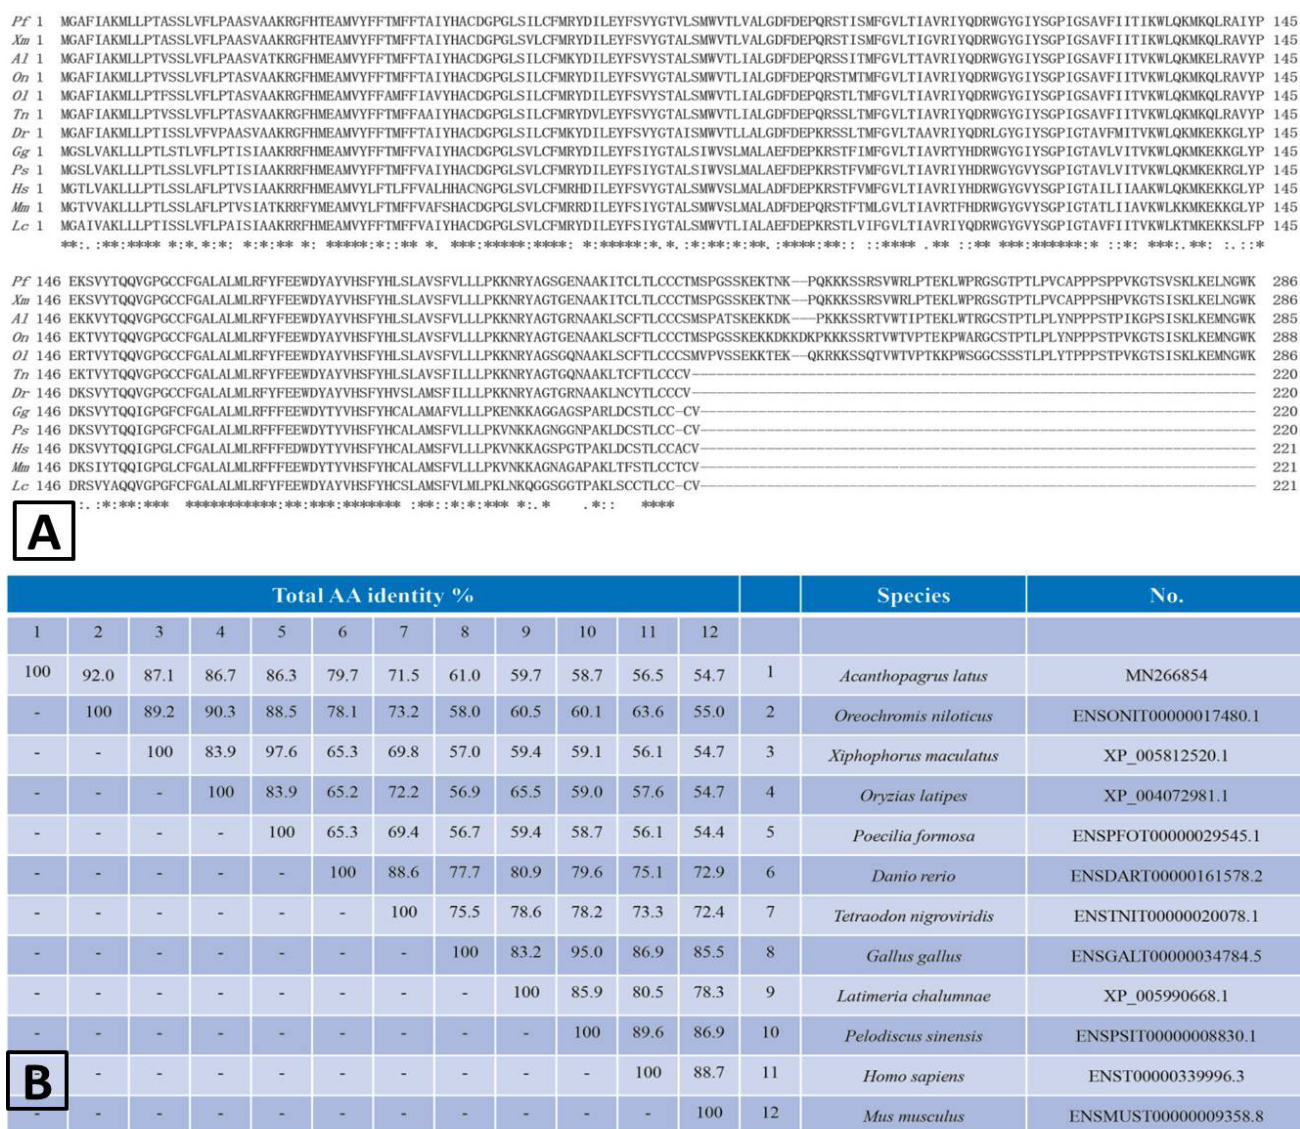 Pf 1 MGAFIAKMLLPTASSLVFLPAASVAAKRGFHTEAMVYFFTMFFTAIYHACDGPGLSILCFMRYDILEYFSVYGTVLSMWVTLVALGDFDEPQRSTISMFGVLTIAVRIYQDRWGYGIYSGPIGSAVFIITIKWLQKMKQLRAIYP 145
Xm 1 MGAFIAKMLLPTASSLVFLPAASVAAKRGFHTEAMVYFFTMFFTAIYHACDGPGLSVLCFMRYDILEYFSVYGTALSMWVTLVALGDFDEPQRSTISMFGVLTIGVRIYQDRWGYGIYSGPIGSAVFIITIKWLQKMKQLRAVYP 145
Al 1 MGAFIAKMLLPTVSSLVFLPAASVATKRGFHMEAMVYFFTMFFTAIYHACDGPGLSILCFMKYDILEYFSVYSTALSMWVTLIALGDFDEPQRSSITMFGVLTIAVRIYQDRWGYGIYSGPIGSAVFIITVKWLQKMKELRAVYP 145
On 1 MGAFIAKMLLPTVSSLVFLPTASVAAKRGFHMEAMVYFFTMFFTAIYHACDGPGLSILCFMRYDILEYFSVYGTALSMWVTLIALGDFDEPQRSTMTMFGVLTIAVRIYQDRWGYGIYSGPIGSAVFIITVKWLQKMKQLRAVYP 145
Ol 1 MGAFIAKMLLPTFSSLVFLPTASVAAKRGFHMEAMVYFFAMFFIAVYHACDGPGLSILCFMRYDILEYFSVYSTALSMWVTLIALGDFDEPQRSTLTMFGVLTIAVRIYQDRWGYGIYSGPIGSAVFIITVKWLQKMKQLRAVYP 145
Tn 1 MGAFIAKMLLPTVSSLVFLPTASVAAKRGFHMEAMVYFFTMFFAAIYHACDGPGLSILCFMRYDVLEYFSVYGTALSMWVTLIALGDFDEPQRSSLTMFGVLTIAVRIYQDRWGYGIYSGPIGTAVFIITVKWLQKMKQLRAVYP 145
Dr 1 MGAFIAKMLLPTISSLVFVPAASVAAKRGFHMEAMVYFFTMFFTAIYHACDGPGLSILCFMKYDILEYFSVYGTAISMWVTLLALGDFDEPKRSSLTMFGVLTAAVRIYQDRLGYGIYSGPIGTAVFMITVKWLQKMKEKKGLYP 145
Gg 1 MGSLVAKLLLPTLSTLVFLPTISIAAKRRFHMEAMVYFFTMFFVAIYHACDGPGLSVLCFMRYDILEYFSIYGTALSIWVSLMALAEFDEPKRSTFIMFGVLTIAVRTYHDRWGYGVYSGPIGTAVLVITVKWLQKMKEKKGLYP 145
Ps 1 MGSLVAKLLLPTLSSLVFLPTISIAAKRRFHMEAMVYFFTMFFVAIYHACDGPGLSVLCFMRYDILEYFSIYGTALSIWVSLMALAEFDEPKRSTFVMFGVLTIAVRIYHDRWGYGVYSGPIGTAVLVITVKWLQKMKEKRGLYP 145
Hs 1 MGTLVAKLLLPTLSSLAFLPTVSIAAKRRFHMEAMVYLFTLFFVALHHACNGPGLSVLCFMRHDILEYFSVYGTALSMWVSLMALADFDEPKRSTFVMFGVLTIAVRIYHDRWGYGVYSGPIGTAILIIAAKWLQKMKEKKGLYP 145
Mm 1 MGTVVAKLLLPTLSSLAFLPTVSIATKRRFYMEAMVYLFTMFFVAFSHACDGPGLSVLCFMRRDILEYFSIYGTALSMWVSLMALADFDEPQRSTFTMLGVLTIAVRTFHDRWGYGVYSGPIGTATLIIAVKWLKKMKEKKGLYP 145
Lc 1 MGAIVAKLLLPTLSSLVFLPAISIAAKRGFHMEAMVYFFTMFFVAIYHACDGPGLSVLCFMRYDILEYFSVYGTALSMWVTLIALAEFDEPKRSTLVIFGVLTIAVRIYQDRWGYGVYSGPIGTAVFIITVKWLKTMKEKKSLFP 145
Pf 146 EKSVYTQQVGPGCCFGALALMLRFYFEEWDYAYVHSFYHLSLAVSFVLLLPKKNRYAGSGENAAKITCLTLCCCTMSPGSSKEKTNK--PQKKKSSRSVWRLPTEKLWPRGSGTPTLPVCAPPPSPPVKGTSVSKLKELNGWK 286
Xm 146 EKSVYTQQVGPGCCFGALALMLRFYFEEWDYAYVHSFYHLSLAVSFVLLLPKKNRYAGTGRNAAKITCLTLCCCTMSPGSSKEKTNK--PQKKKSSRSVWRLPTEKLWPRGSGTPTLPVCAPPPSHPVKGTSVSKLKELNGWK 286
Al 146 EKKVYTQQVGPGCCFGALALMLRFYFEEWDYAYVHSFYHLSLAVSFVLLLPKKNRYAGTGRNAAKLSCFTLCCCSMSPATSKEKKDK---PKKKSSRTVWTIPTEKLWTRGCSTPTLPLYNPPPSTPIKGPSISKLKEMNGWK 285
On 146 EKTVYTQQVGPGCCFGALALMLRFYFEEWDYAYVHSFYHLSLAVSFVLLLPKKNRYAGTGENAAKLSCFTLCCCTMSPGSSKEKKDKKDKPKKKSSRTVWTVPTEKPWARGCSTPTLPLYNPPPSTPVKGTSISKLKEMNGWK 288
Ol 146 ERTVYTQQVGPGCCFGALALMLRFYFEEWDYAYVHSFYHLSLAVSFVLLLPKKNRYAGSGQNAAKLSCFTLCCCSMVPVSSEKKTEK--QKRKKSSQTVWTVPTKKPWSGGCSSSTLPLYTPPPSTPVKGTSISKLKEMNGWK 286
Tn 146 EKTVYTQQVGPGCCFGALALMLRFYFEEWDYAYVHSFYHLSLAVSFILLLPKKNRYAGTGQNAAKLTCFTLCCCV 220
Dr 146 DKSVYTQQVGPGCCFGALALMLRFYFEEWDYAYVHSFYHVSLAMSFILLLPKKNRYAGTGRNAAKLNCYTLCCCV 220
Gg 146 DKSVYTQQIGPGFCFGALALMLRFFFEEWDYTYVHSFYHCALAMAFVLLLPKENKKAGGAGSPARLDCSTLCC-CV 220
Ps 146 DKSVYTQQIGPGFCFGALALMLRFFFEEWDYTYVHSFYHCALAMSFVLLLPKVNKKAGNGGNPAKLDCSTLCC-CV 220
Hs 146 DKSVYTQQIGPGLCFGALALMLRFFFEDWDYTYVHSFYHCALAMSFVLLLPKVNKKAGSPGTPAKLDCSTLCCACV 221
Mm 146 DKSIYTQQIGPGLCFGALALMLRFFFEEWDYTYVHSFYHCALAMSFVLLLPKVNKKAGNAGAPAKLTFSTLCCTCV 221
Lc 146 DRSVYAQQVGPGFCFGALALMLRFYFEEWDYAYVHSFYHCSLAMSFVLMLPKLNKQGGSGGTPAKLSCCTLCC-CV 221
A
Total AA identity % Species No.
1 2 3 4 5 6 7 8 9 10 11 12
100 92.0 87.1 86.7 86.3 79.7 71.5 61.0 59.7 58.7 56.5 54.7 1 Acanthopagrus latus MN266854
- 100 89.2 90.3 88.5 78.1 73.2 58.0 60.5 60.1 63.6 55.0 2 Oreochromis niloticus ENSONIT00000017480.1
- - 100 83.9 97.6 65.3 69.8 57.0 59.4 59.1 56.1 54.7 3 Xiphophorus maculatus XP_005812520.1
- - - 100 83.9 65.2 72.2 56.9 65.5 59.0 57.6 54.7 4 Oryzias latipes XP_004072981.1
- - - - 100 65.3 69.4 56.7 59.4 58.7 56.1 54.4 5 Poecilia formosa ENSPFOT00000029545.1
- - - - - 100 88.6 77.7 80.9 79.6 75.1 72.9 6 Danio rerio ENSDART00000161578.2
- - - - - - 100 75.5 78.6 78.2 73.3 72.4 7 Tetraodon nigroviridis ENSTNIT00000020078.1
- - - - - - - 100 83.2 95.0 86.9 85.5 8 Gallus gallus ENSGALT00000034784.5
- - - - - - - - 100 85.9 80.5 78.3 9 Latimeria chalumnae XP_005990668.1
- - - - - - - - - 100 89.6 86.9 10 Pelodiscus sinensis ENSPSIT00000008830.1
B - - - - - - - - - 100 88.7 11 Homo sapiens ENST00000339996.3
- - - - - - - - - - - 100 12 Mus musculus ENSMUST00000009358.8